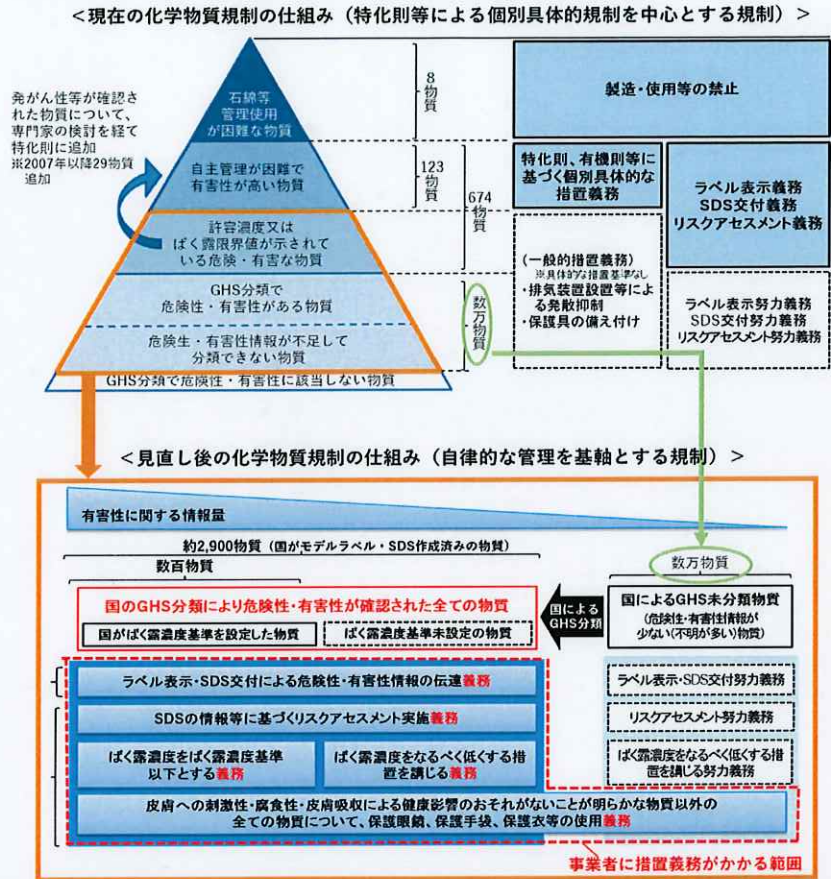 ＜現在の化学物質規制の仕組み（特化則等による個別具体的規制を中心とする規制）＞
発がん性等が確認され
た物質について、
専門家の検討を経て
特化則に追加
※2007年以降29物質
追加
石綿等
管理使用
が困難な物質
自主管理が困難で
有害性が高い物質
許容濃度又は
ばく露限界値が示されて
いる危険・有害な物質
GHS分類で
危険性・有害性がある物質
危険生・有害性情報が不足して
分類できない物質
GHS分類で危険性・有害性に該当しない物質
8物質
123物質
674物質
数万物質
製造・使用等の禁止
特化則、有機則等に
基づく個別具体的な
措置義務
ラベル表示義務
SDS交付義務
リスクアセスメント義務
(一般的措置義務)
※具体的な措置基準なし
・排気装置設置等によ
る発散抑制
・保護具の備え付け
ラベル表示努力義務
SDS交付努力義務
リスクアセスメント努力義務
＜見直し後の化学物質規制の仕組み（自律的な管理を基軸とする規制）＞
有害性に関する情報量
約2,900物質（国がモデルラベル・SDS作成済みの物質）
数百物質
数万物質
国のGHS分類により危険性・有害性が確認された全ての物質
国がばく露濃度基準を設定した物質
ばく露濃度基準未設定の物質
国による
GHS分類
国によるGHS未分類物質
(危険性・有害性情報が
少ない(不明が多い)物質)
ラベル表示・SDS交付による危険性・有害性情報の伝達義務
ラベル表示・SDS交付努力義務
SDSの情報等に基づくリスクアセスメント実施義務
リスクアセスメント努力義務
ばく露濃度をばく露濃度基準
以下とする義務
ばく露濃度をなるべく低くする措
置を講じる義務
ばく露濃度をなるべく低くする措
置を講じる努力義務
皮膚への刺激性・腐食性・皮膚吸収による健康影響のおそれがないことが明らかな物質以外の
全ての物質について、保護眼鏡、保護手袋、保護衣等の使用義務
事業者に措置義務がかかる範囲